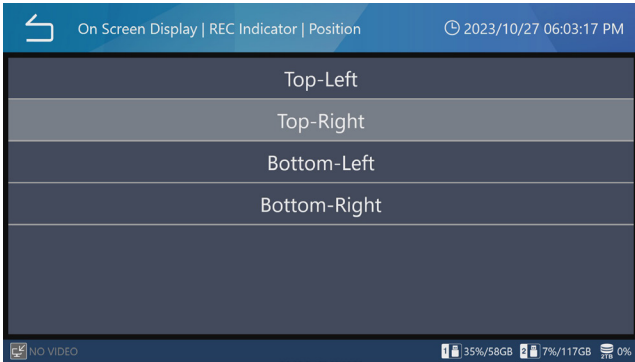 On Screen Display | REC Indicator | Position 2023/10/27 06:03:17 PM
Top-Left
Top-Right
Bottom-Left
Bottom-Right
NO VIDEO 1 35%/58GB 2 7%/117GB 2TB 0%